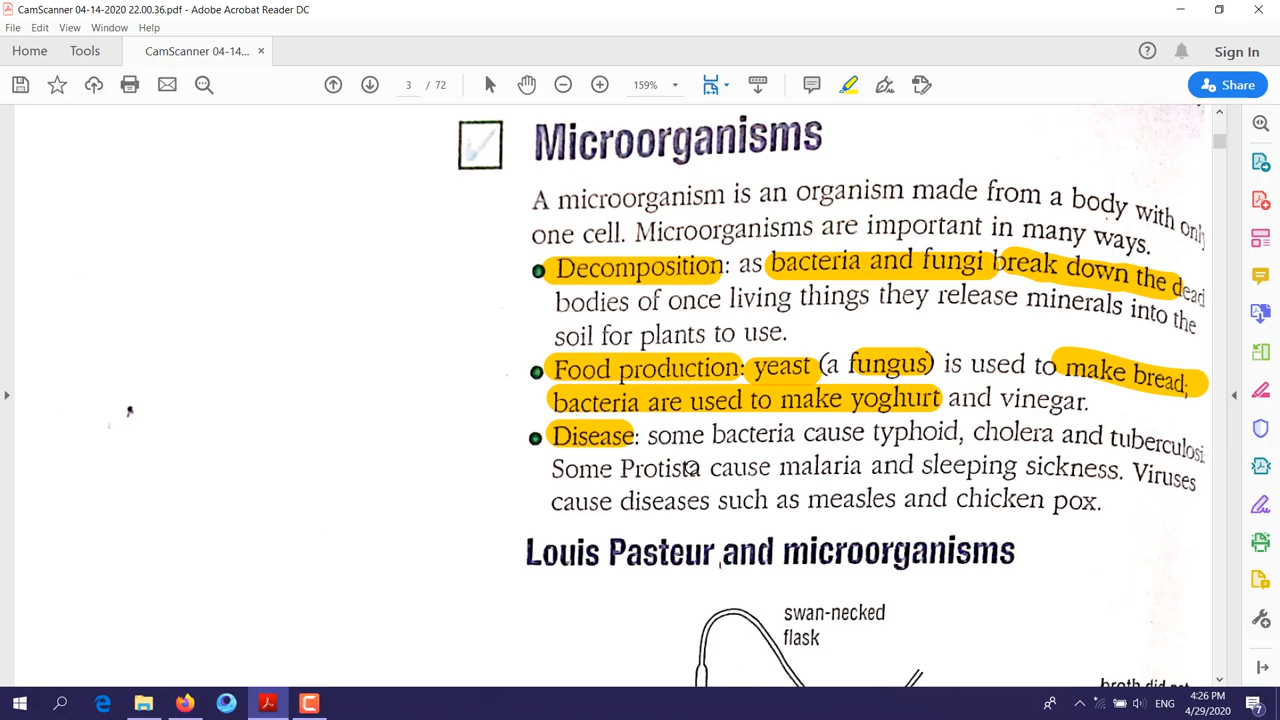 CamScanner 04-14-2020 22.00.36.pdf - Adobe Acrobat Reader DC
File Edit View Window Help
Home Tools CamScanner 04-14... × Sign In
3 / 72 159% Share
Microorganisms
A microorganism is an organism made from a body with only
one cell. Microorganisms are important in many ways.
Decomposition: as bacteria and fungi break down the dead
bodies of once living things they release minerals into the
soil for plants to use.
Food production: yeast (a fungus) is used to make bread;
bacteria are used to make yoghurt and vinegar.
Disease: some bacteria cause typhoid, cholera and tuberculosi
Some Protista cause malaria and sleeping sickness. Viruses
cause diseases such as measles and chicken pox.
Louis Pasteur and microorganisms
swan-necked
flask
broth did not
ENG 4:26 PM
4/29/2020 7